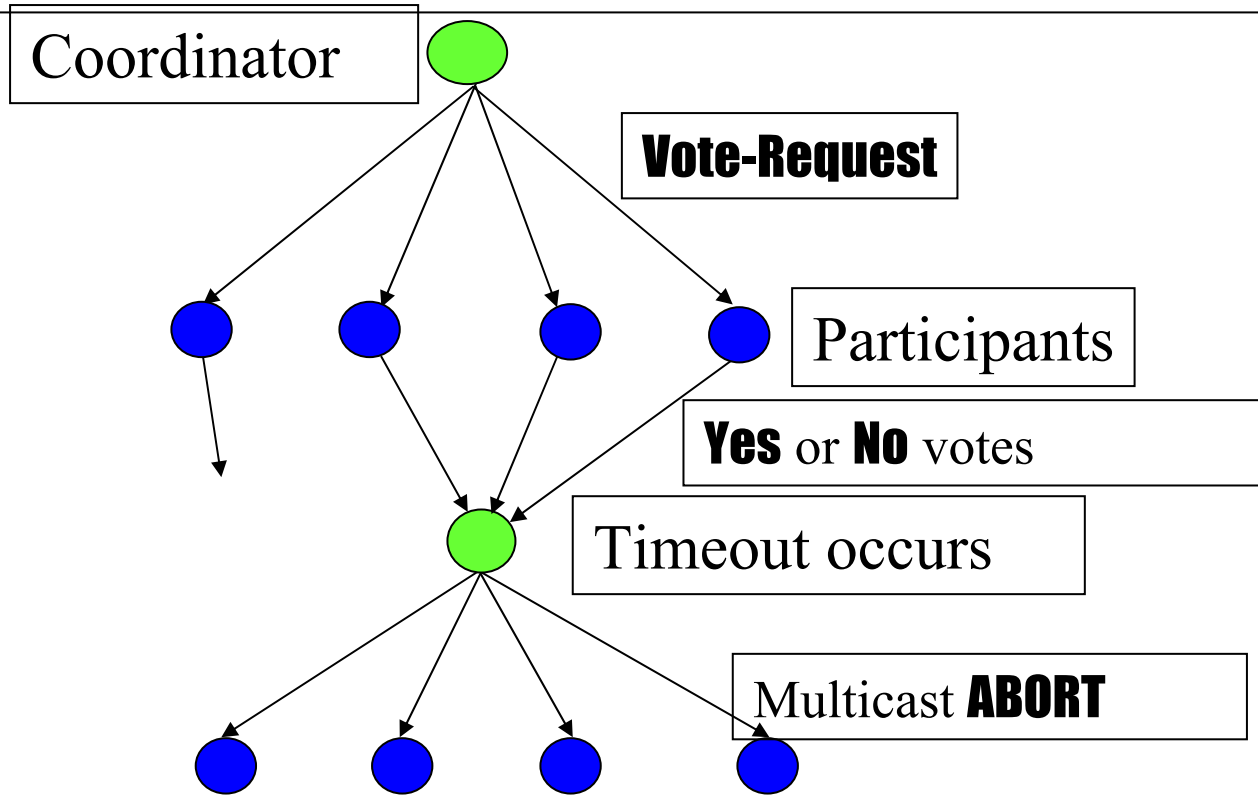 Coordinator
Vote-Request
Participants
Yes or No votes
Timeout occurs
Multicast ABORT